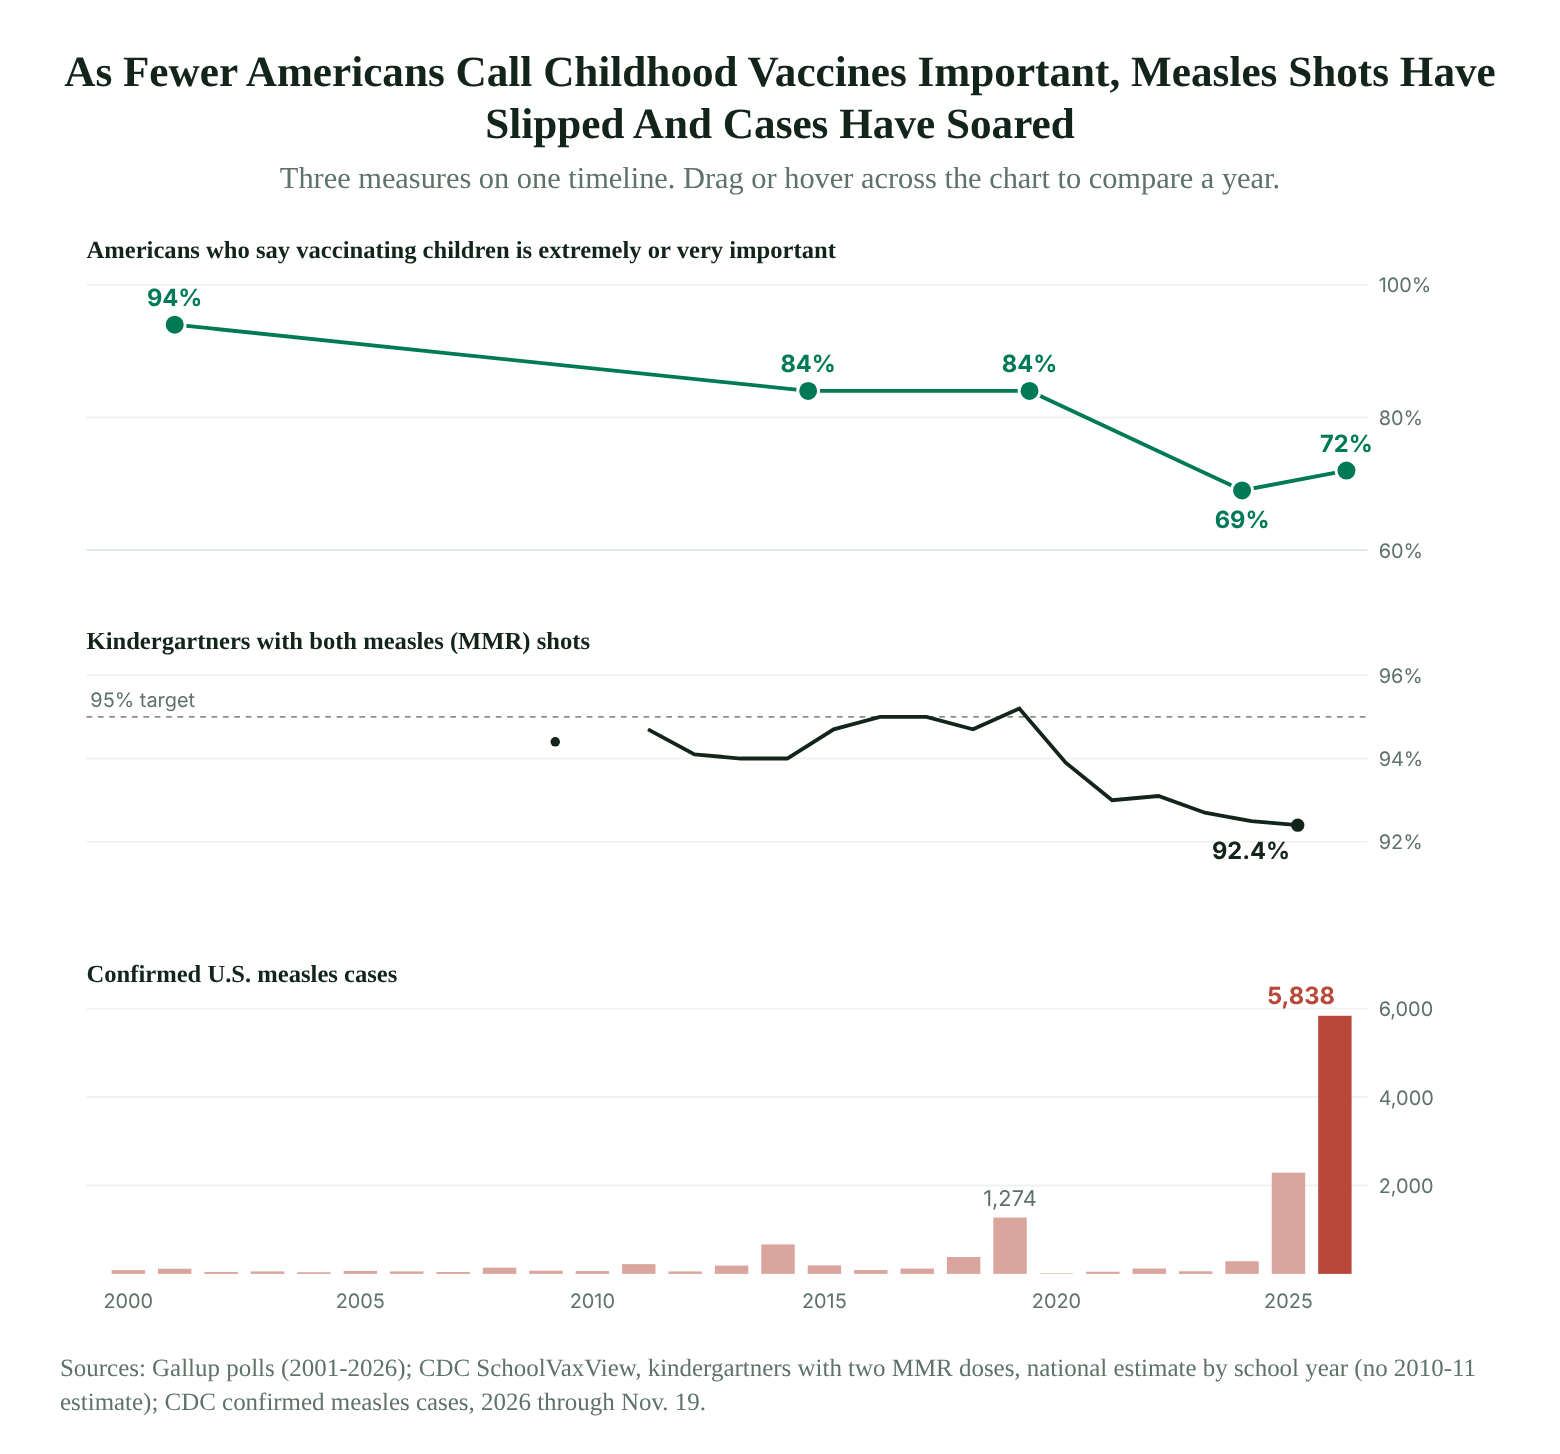 As Fewer Americans Call Childhood Vaccines Important, Measles Shots Have
Slipped And Cases Have Soared
Three measures on one timeline. Drag or hover across the chart to compare a year.
Americans who say vaccinating children is extremely or very important
100%
94%
84%
84%
80%
72%
69%
60%
Kindergartners with both measles (MMR) shots
96%
95% target
94%
92%
92.4%
Confirmed U.S. measles cases
5,838
6,000
4,000
2,000
1,274
2000 2005 2010 2015 2020 2025
Sources: Gallup polls (2001-2026); CDC SchoolVaxView, kindergartners with two MMR doses, national estimate by school year (no 2010-11
estimate); CDC confirmed measles cases, 2026 through Nov. 19.